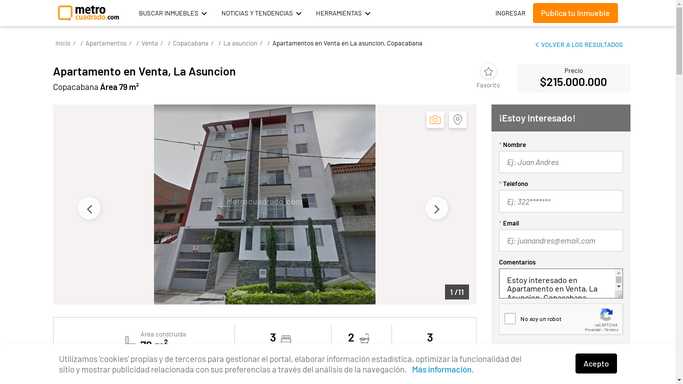 metro
cuadrado.com
BUSCAR INMUEBLES
NOTICIAS Y TENDENCIAS
HERRAMIENTAS
INGRESAR
Publica tu Inmueble
Inicio / / Apartamentos / / Venta / / Copacabana / / La asuncion / / Apartamentos en Venta en La asuncion, Copacabana
VOLVER A LOS RESULTADOS
Apartamento en Venta, La Asuncion
Copacabana Área 79 m²
Favorito
Precio
$215.000.000
Metrocuadrado.com
1 /11
¡Estoy Interesado!
* Nombre
Ej: Juan Andres
* Teléfono
Ej: 322*******
* Email
Ej: juanandres@email.com
Comentarios
Estoy interesado en
Apartamento en Venta, La
Asuncion, Copacabana
No soy un robot
reCAPTCHA
Privacidad - Términos
Área construida
79 m²
3
2
3
Utilizamos 'cookies' propias y de terceros para gestionar el portal, elaborar información estadística, optimizar la funcionalidad del
sitio y mostrar publicidad relacionada con sus preferencias a través del análisis de la navegación. Más información.
Acepto